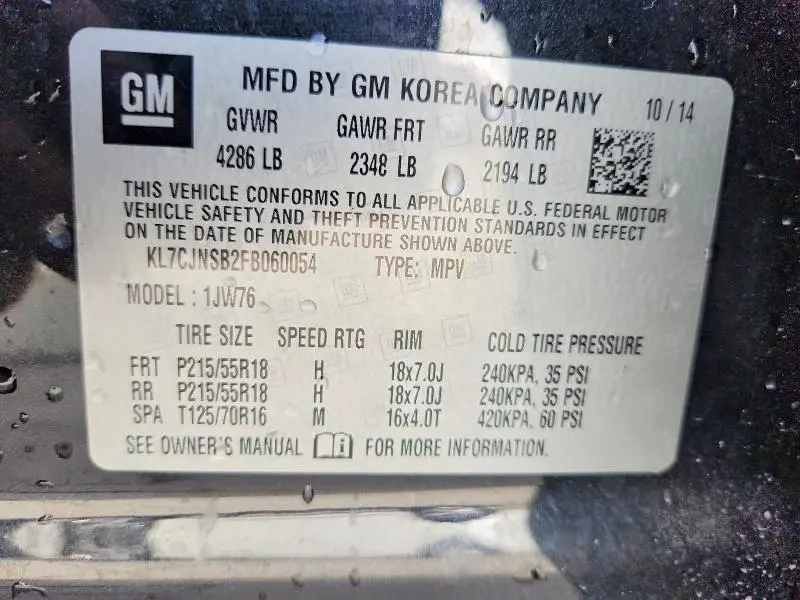 GM
MFD BY GM KOREA COMPANY 10/14
GVWR GAWR FRT GAWR RR
4286 LB 2348 LB 2194 LB
THIS VEHICLE CONFORMS TO ALL APPLICABLE U.S. FEDERAL MOTOR
VEHICLE SAFETY AND THEFT PREVENTION STANDARDS IN EFFECT
ON THE DATE OF MANUFACTURE SHOWN ABOVE.
KL7CJNSB2FB060054 TYPE: MPV
MODEL : 1JW76
TIRE SIZE SPEED RTG RIM COLD TIRE PRESSURE
FRT P215/55R18 H 18x7.0J 240KPA, 35 PSI
RR P215/55R18 H 18x7.0J 240KPA, 35 PSI
SPA T125/70R16 M 16x4.0T 420KPA, 60 PSI
SEE OWNER'S MANUAL i FOR MORE INFORMATION.